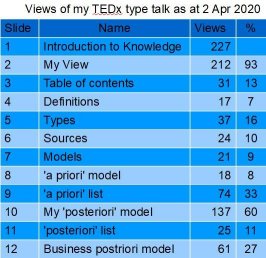 Views of my TEDx type talk as at 2 Apr 2020
Slide Name Views %
1 Introduction to Knowledge 227
2 My View 212 93
3 Table of contents 31 13
4 Definitions 17 7
5 Types 37 16
6 Sources 24 10
7 Models 21 9
8 'a priori' model 18 8
9 'a priori' list 74 33
10 My 'posteriori' model 137 60
11 'posteriori' list 25 11
12 Business postriori model 61 27